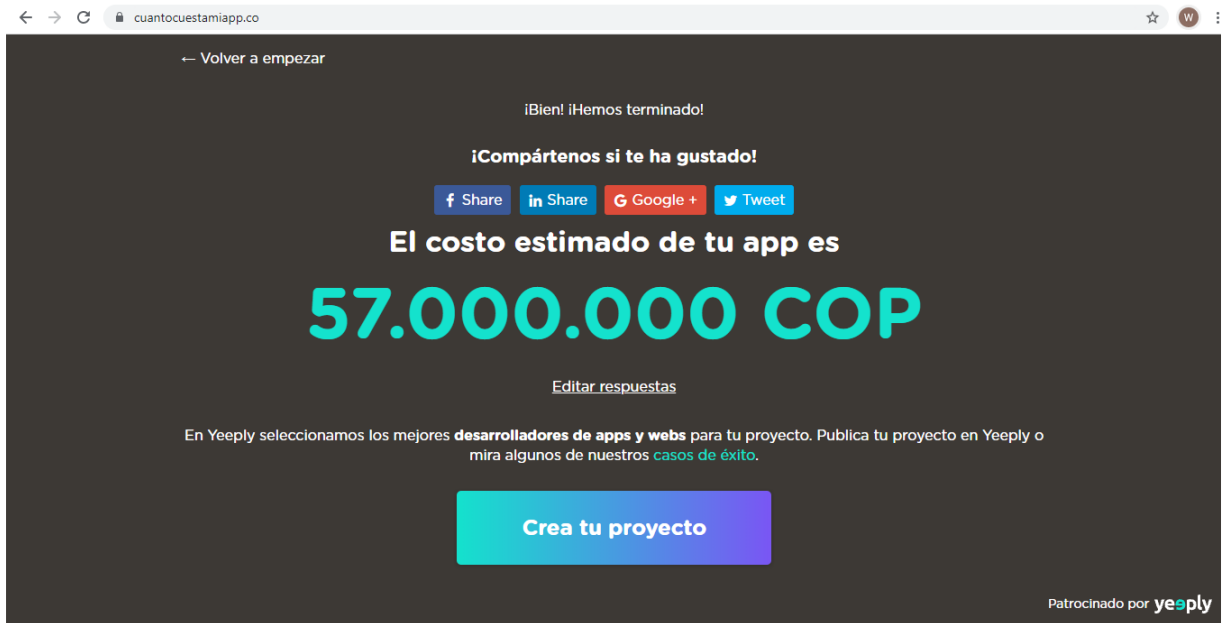 cuantocuestamiapp.co
W
← Volver a empezar
¡Bien! ¡Hemos terminado!
¡Compártenos si te ha gustado!
f Share in Share G Google + Tweet
El costo estimado de tu app es
57.000.000 COP
Editar respuestas
En Yeeply seleccionamos los mejores desarrolladores de apps y webs para tu proyecto. Publica tu proyecto en Yeeply o
mira algunos de nuestros casos de éxito.
Crea tu proyecto
Patrocinado por yeeply